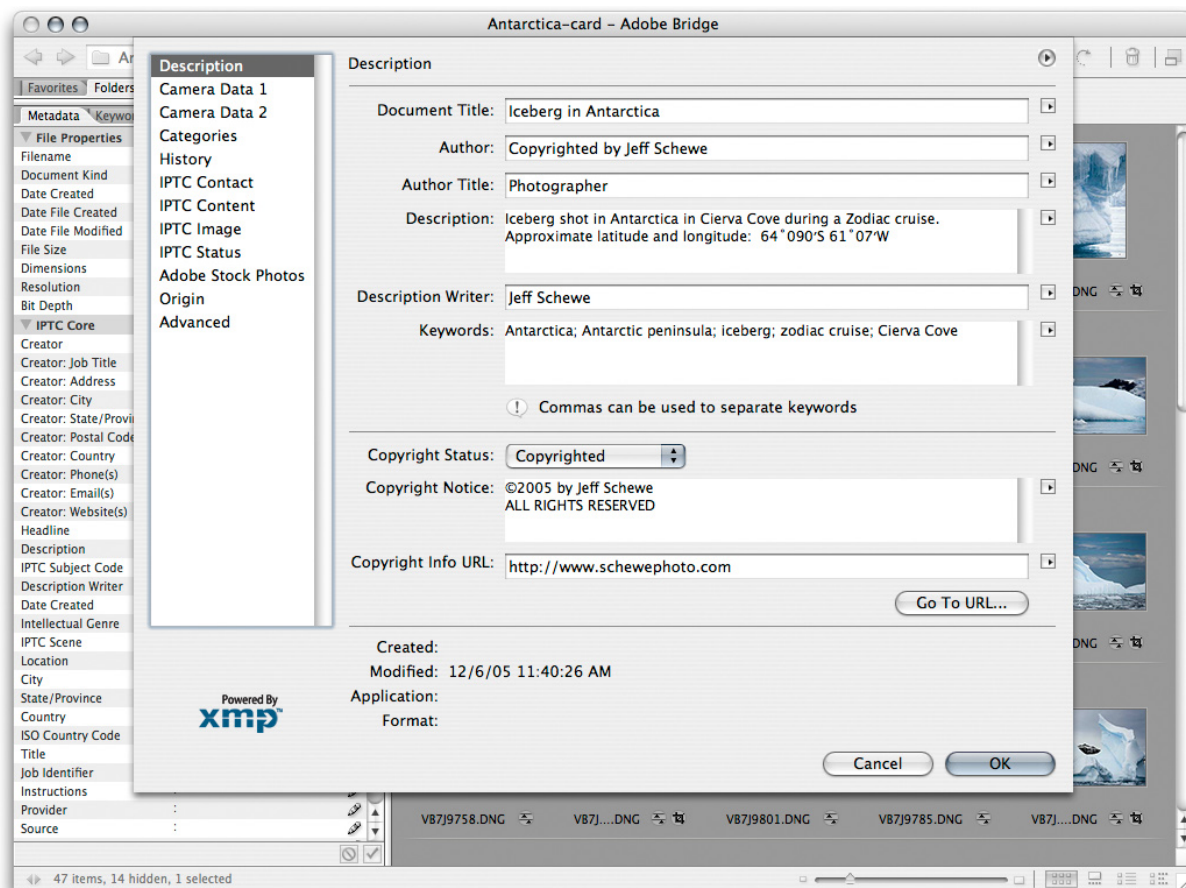 Antarctica-card – Adobe Bridge
Favorites Folders
Metadata
File Properties
Filename
Document Kind
Date Created
Date File Created
Date File Modified
File Size
Dimensions
Resolution
Bit Depth
IPTC Core
Creator
Creator: Job Title
Creator: Address
Creator: City
Creator: State/Provi
Creator: Postal Code
Creator: Country
Creator: Phone(s)
Creator: Email(s)
Creator: Website(s)
Headline
Description
IPTC Subject Code
Description Writer
Date Created
Intellectual Genre
IPTC Scene
Location
City
State/Province
Country
ISO Country Code
Title
Job Identifier
Instructions
Provider :
Source :
47 items, 14 hidden, 1 selected
Description
Camera Data 1
Camera Data 2
Categories
History
IPTC Contact
IPTC Content
IPTC Image
IPTC Status
Adobe Stock Photos
Origin
Advanced
Powered By
xmp™
Description
Document Title: Iceberg in Antarctica
Author: Copyrighted by Jeff Schewe
Author Title: Photographer
Description: Iceberg shot in Antarctica in Cierva Cove during a Zodiac cruise.
Approximate latitude and longitude: 64˚090’S 61˚07’W
Description Writer: Jeff Schewe
Keywords: Antarctica; Antarctic peninsula; iceberg; zodiac cruise; Cierva Cove
! Commas can be used to separate keywords
Copyright Status: Copyrighted
Copyright Notice: ©2005 by Jeff Schewe
ALL RIGHTS RESERVED
Copyright Info URL: http://www.schewephoto.com
Go To URL...
Created:
Modified: 12/6/05 11:40:26 AM
Application:
Format:
Cancel OK
DNG
DNG
DNG
VB7J9758.DNG VB7J....DNG VB7J9801.DNG VB7J9785.DNG VB7J....DNG